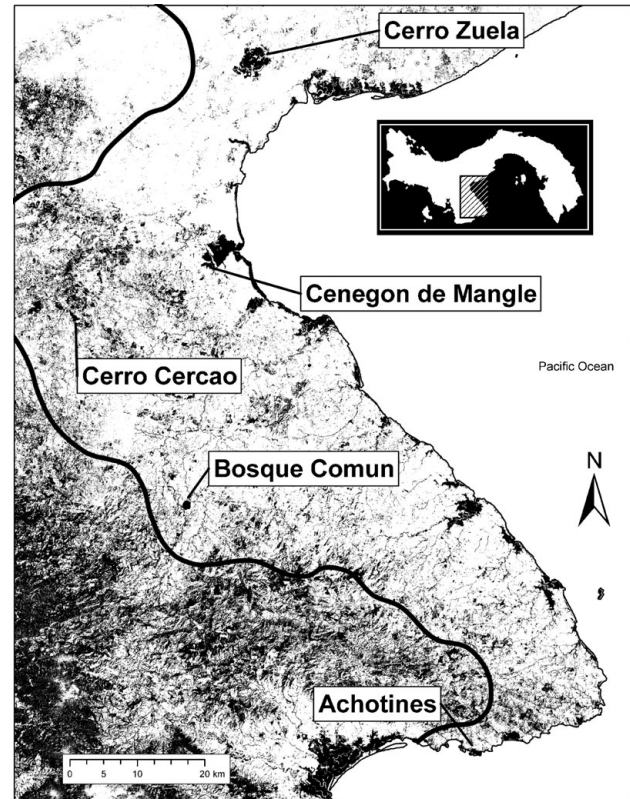 Cerro Zuela
Cenegon de Mangle
Pacific Ocean
Cerro Cercao
Bosque Comun
N
Achotines
0 5 10 20 km